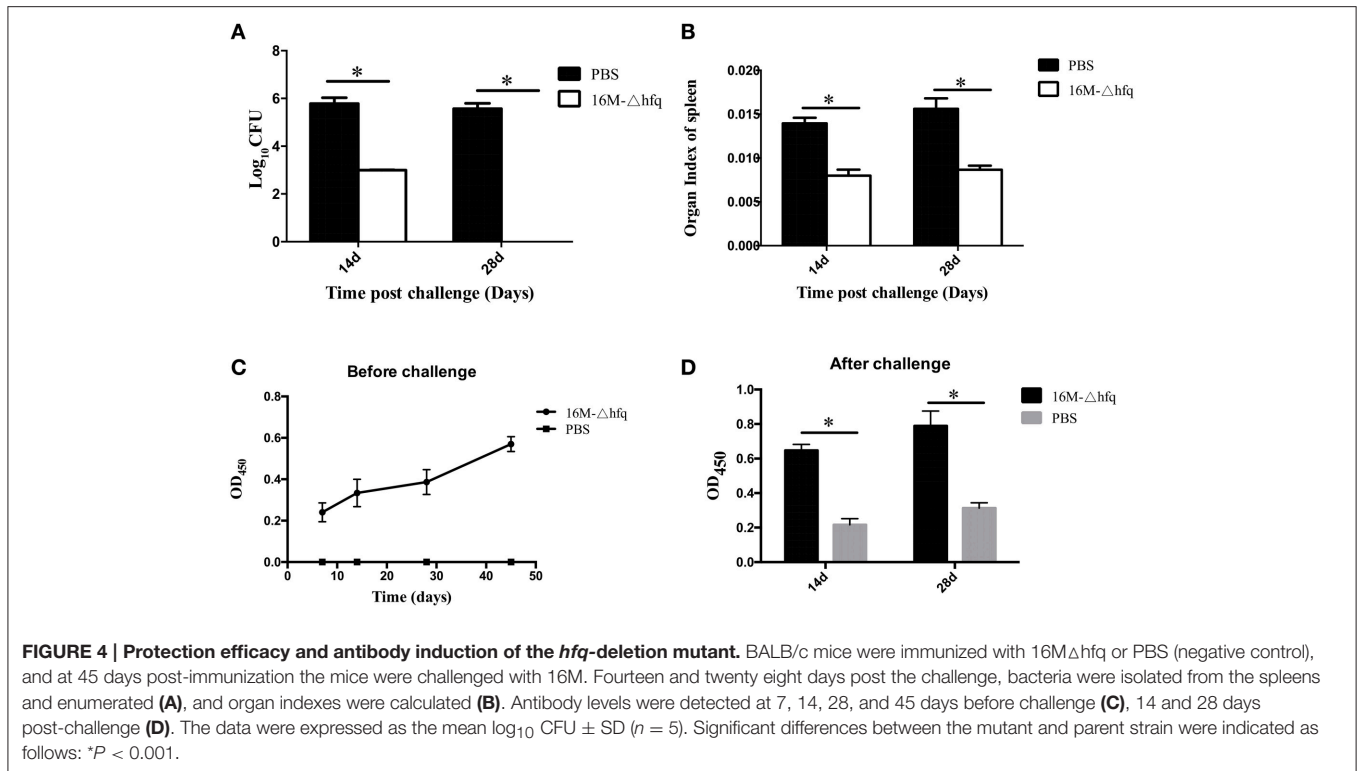 A
8
6
4
2
0
Log10 CFU
*
*
PBS
16M-△hfq
14d
28d
Time post challenge (Days)
B
0.020
0.015
0.010
0.005
0.000
Organ Index of spleen
*
*
PBS
16M-△hfq
14d
28d
Time post challenge (Days)
C
Before challenge
0.8
0.6
0.4
0.2
0.0
OD450
16M-△hfq
PBS
0 10 20 30 40 50
Time (days)
D
After challenge
1.0
0.8
0.6
0.4
0.2
0.0
OD450
*
*
16M-△hfq
PBS
14d
28d
FIGURE 4 | Protection efficacy and antibody induction of the hfq-deletion mutant. BALB/c mice were immunized with 16M△hfq or PBS (negative control),
and at 45 days post-immunization the mice were challenged with 16M. Fourteen and twenty eight days post the challenge, bacteria were isolated from the spleens
and enumerated (A), and organ indexes were calculated (B). Antibody levels were detected at 7, 14, 28, and 45 days before challenge (C), 14 and 28 days
post-challenge (D). The data were expressed as the mean log10 CFU ± SD (n = 5). Significant differences between the mutant and parent strain were indicated as
follows: *P < 0.001.